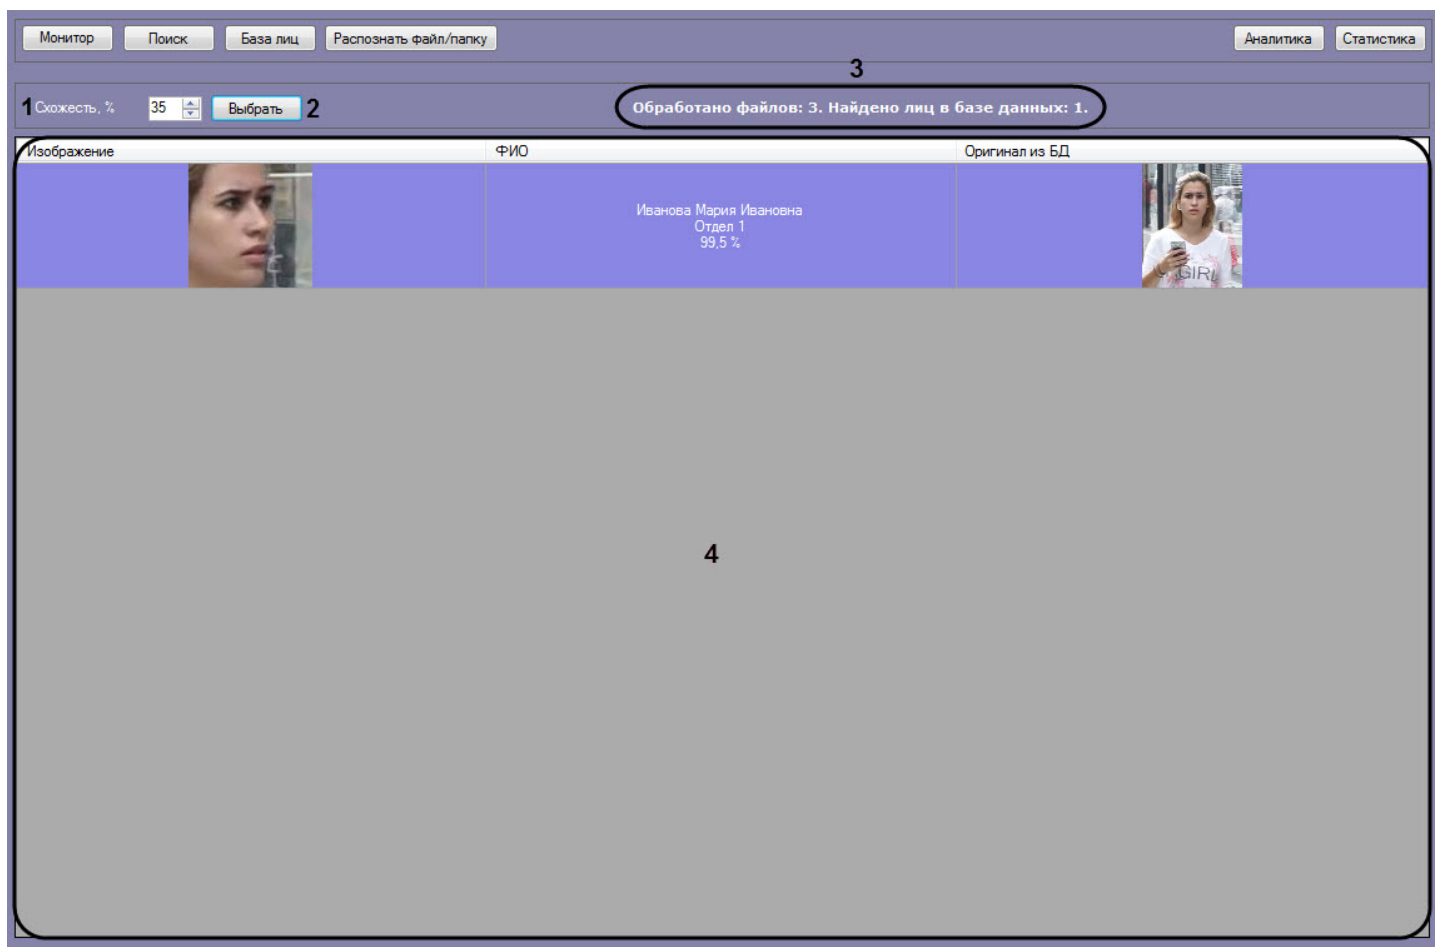 Монитор Поиск База лиц Распознать файл/папку Аналитика Статистика
3
1 Схожесть, % 35 Выбрать 2 Обработано файлов: 3. Найдено лиц в базе данных: 1.
Изображение ФИО Оригинал из БД
Иванова Мария Ивановна
Отдел 1
99,5 %
GIRL
4